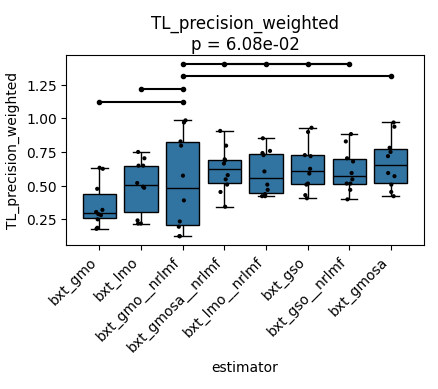 TL_precision_weighted
p = 6.08e-02
TL_precision_weighted
1.25
1.00
0.75
0.50
0.25
bxt_gmo
bxt_lmo
bxt_gmo__nrlmf
bxt_gmosa__nrlmf
bxt_lmo__nrlmf
bxt_gso
bxt_gso__nrlmf
bxt_gmosa
estimator